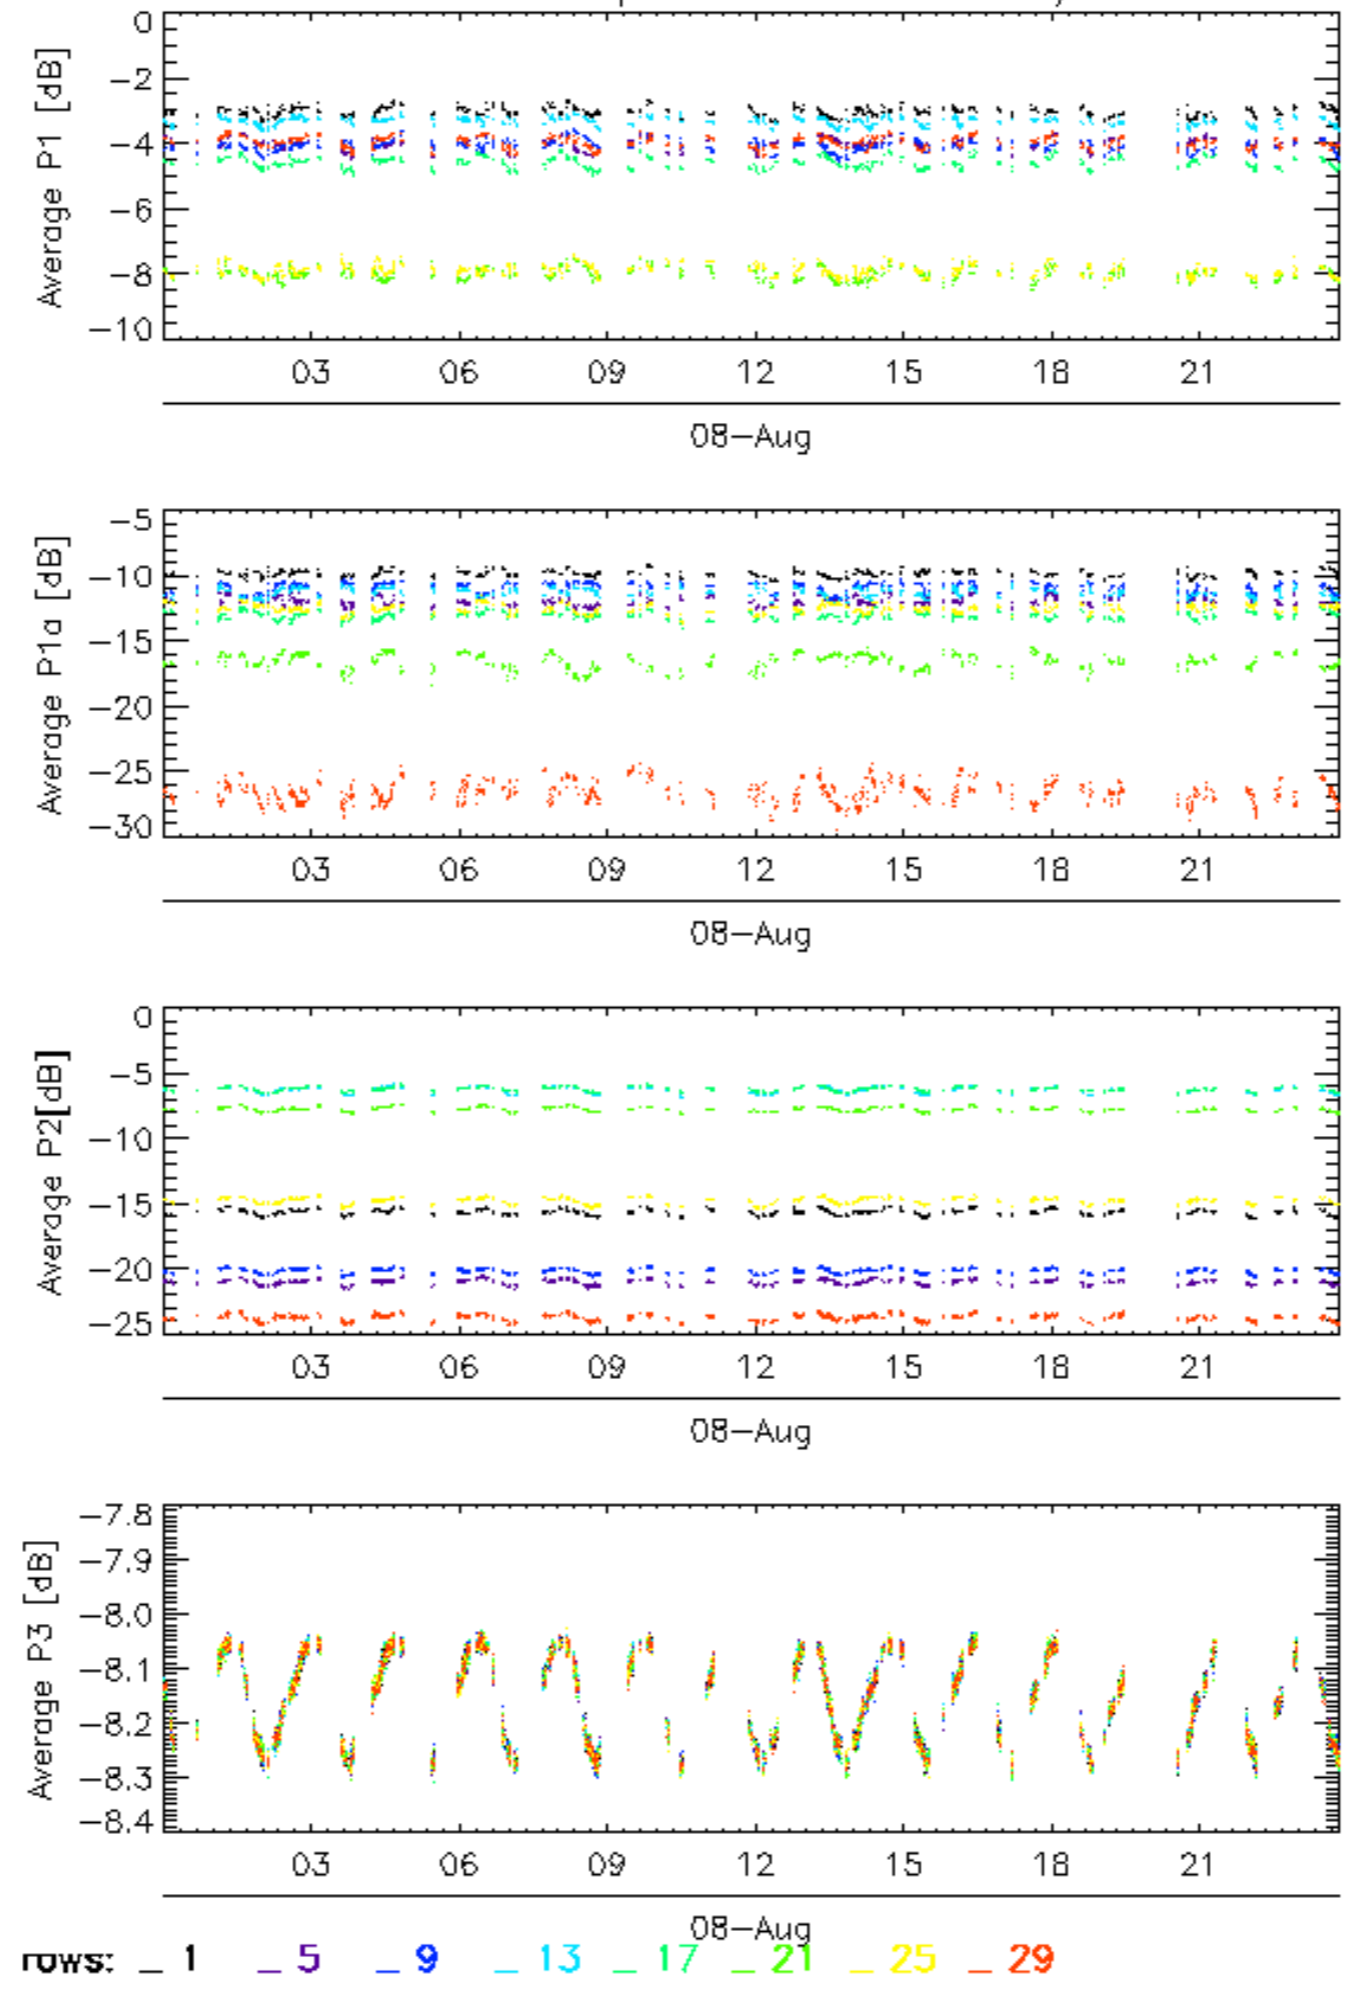 0
−2
−4
−6
−8
−10
Average P1 [dB]
03 06 09 12 15 18 21
08−Aug
−5
−10
−15
−20
−25
−30
Average P1a [dB]
03 06 09 12 15 18 21
08−Aug
0
−5
−10
−15
−20
−25
Average P2[dB]
03 06 09 12 15 18 21
08−Aug
−7.8
−7.9
−8.0
−8.1
−8.2
−8.3
−8.4
Average P3 [dB]
03 06 09 12 15 18 21
08−Aug
rows: _ 1 _ 5 _ 9 _ 13 _ 17 _ 21 _ 25 _ 29